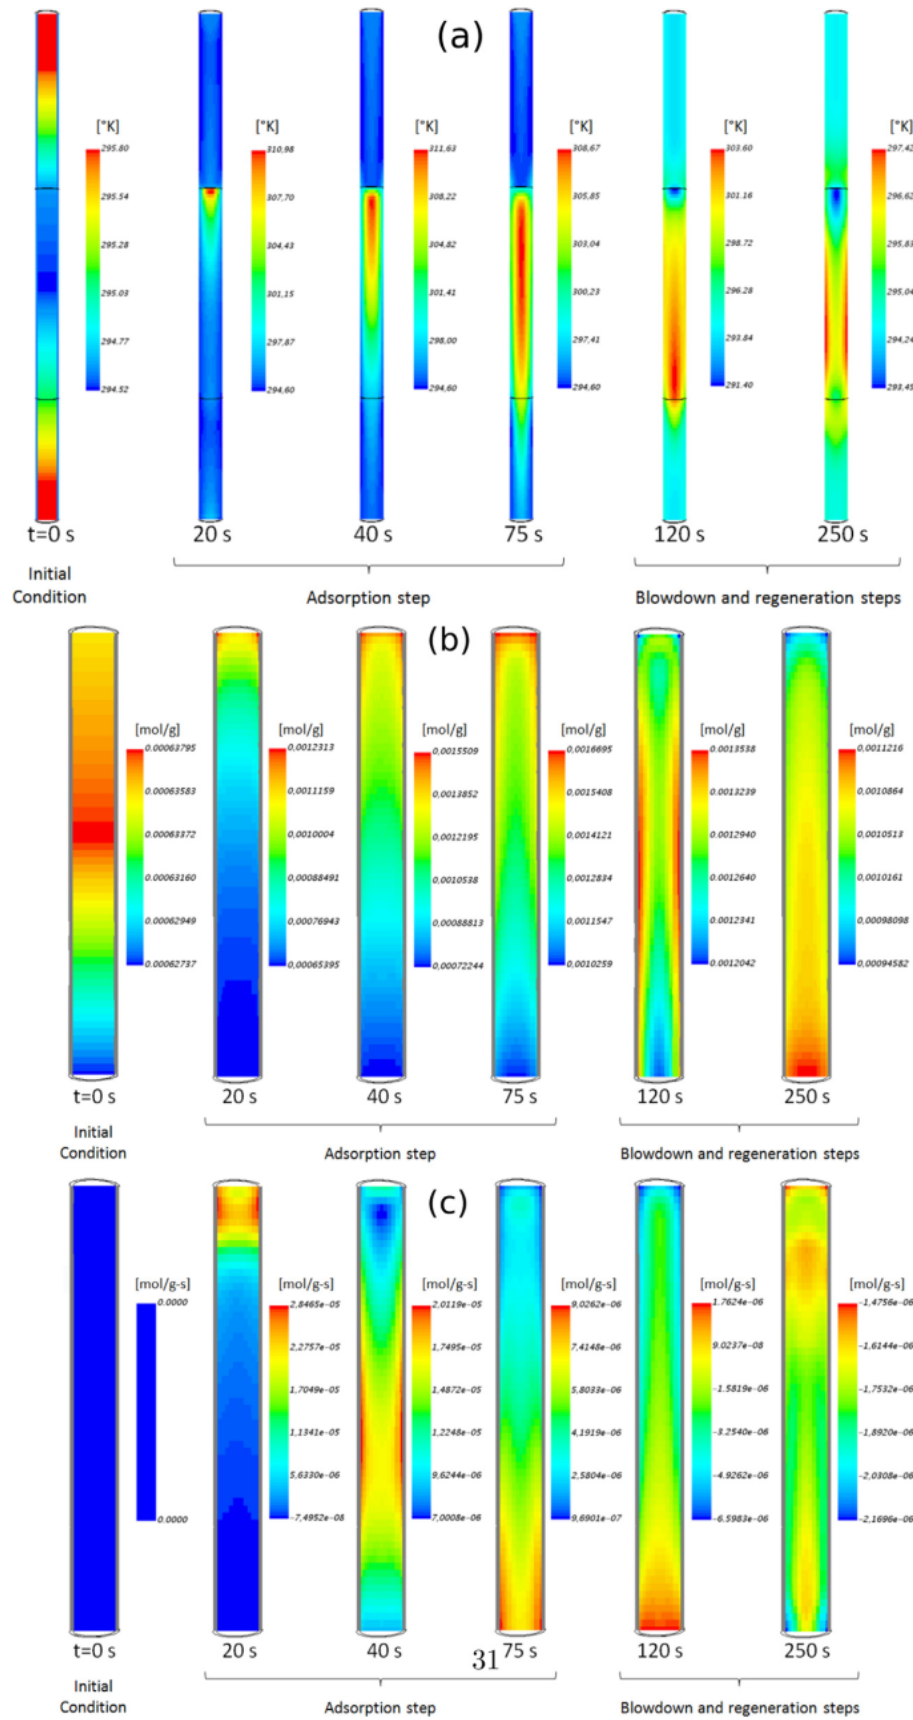 (a)
[°K] [°K] [°K] [°K] [°K] [°K]
295.80 310,98 311,63 308,67 303.60 297,42
295.54 307,70 308,22 305,85 301.16 296,63
295.28 304,43 304,82 303,04 298.72 295,83
295.03 301,15 301,41 300,23 296.28 295,04
294.77 297,87 298,00 297,41 293.84 294,24
294.52 294,60 294,60 294,60 291.40 293,45
t=0 s 20 s 40 s 75 s 120 s 250 s
Initial
Condition Adsorption step Blowdown and regeneration steps
(b)
[mol/g] [mol/g] [mol/g] [mol/g] [mol/g] [mol/g]
0.00063795 0,0012313 0,0015509 0,0016695 0.0013538 0,0011216
0.00063583 0,0011159 0,0013852 0,0015408 0.0013239 0,0010864
0.00063372 0,0010004 0,0012195 0,0014121 0.0012940 0,0010513
0.00063160 0,00088491 0,0010538 0,0012834 0.0012640 0,0010161
0.00062949 0,00076943 0,00088813 0,0011547 0.0012341 0,00098098
0.00062737 0,00065395 0,00072244 0,0010259 0.0012042 0,00094582
t=0 s 20 s 40 s 75 s 120 s 250 s
Initial
Condition Adsorption step Blowdown and regeneration steps
(c)
[mol/g-s] [mol/g-s] [mol/g-s] [mol/g-s] [mol/g-s] [mol/g-s]
0.0000 2,8465e-05 2,0119e-05 9,0262e-06 1.7624e-06 -1,4756e-06
2,2757e-05 1,7495e-05 7,4148e-06 9.0237e-08 -1,6144e-06
1,7049e-05 1,4872e-05 5,8033e-06 -1.5819e-06 -1,7532e-06
1,1341e-05 1,2248e-05 4,1919e-06 -3.2540e-06 -1,8920e-06
5,6330e-06 9,6244e-06 2,5804e-06 -4.9262e-06 -2,0308e-06
0.0000 -7,4952e-08 7,0008e-06 9,6901e-07 -6.5983e-06 -2,1696e-06
t=0 s 20 s 40 s 75 s 120 s 250 s
31
Initial
Condition Adsorption step Blowdown and regeneration steps